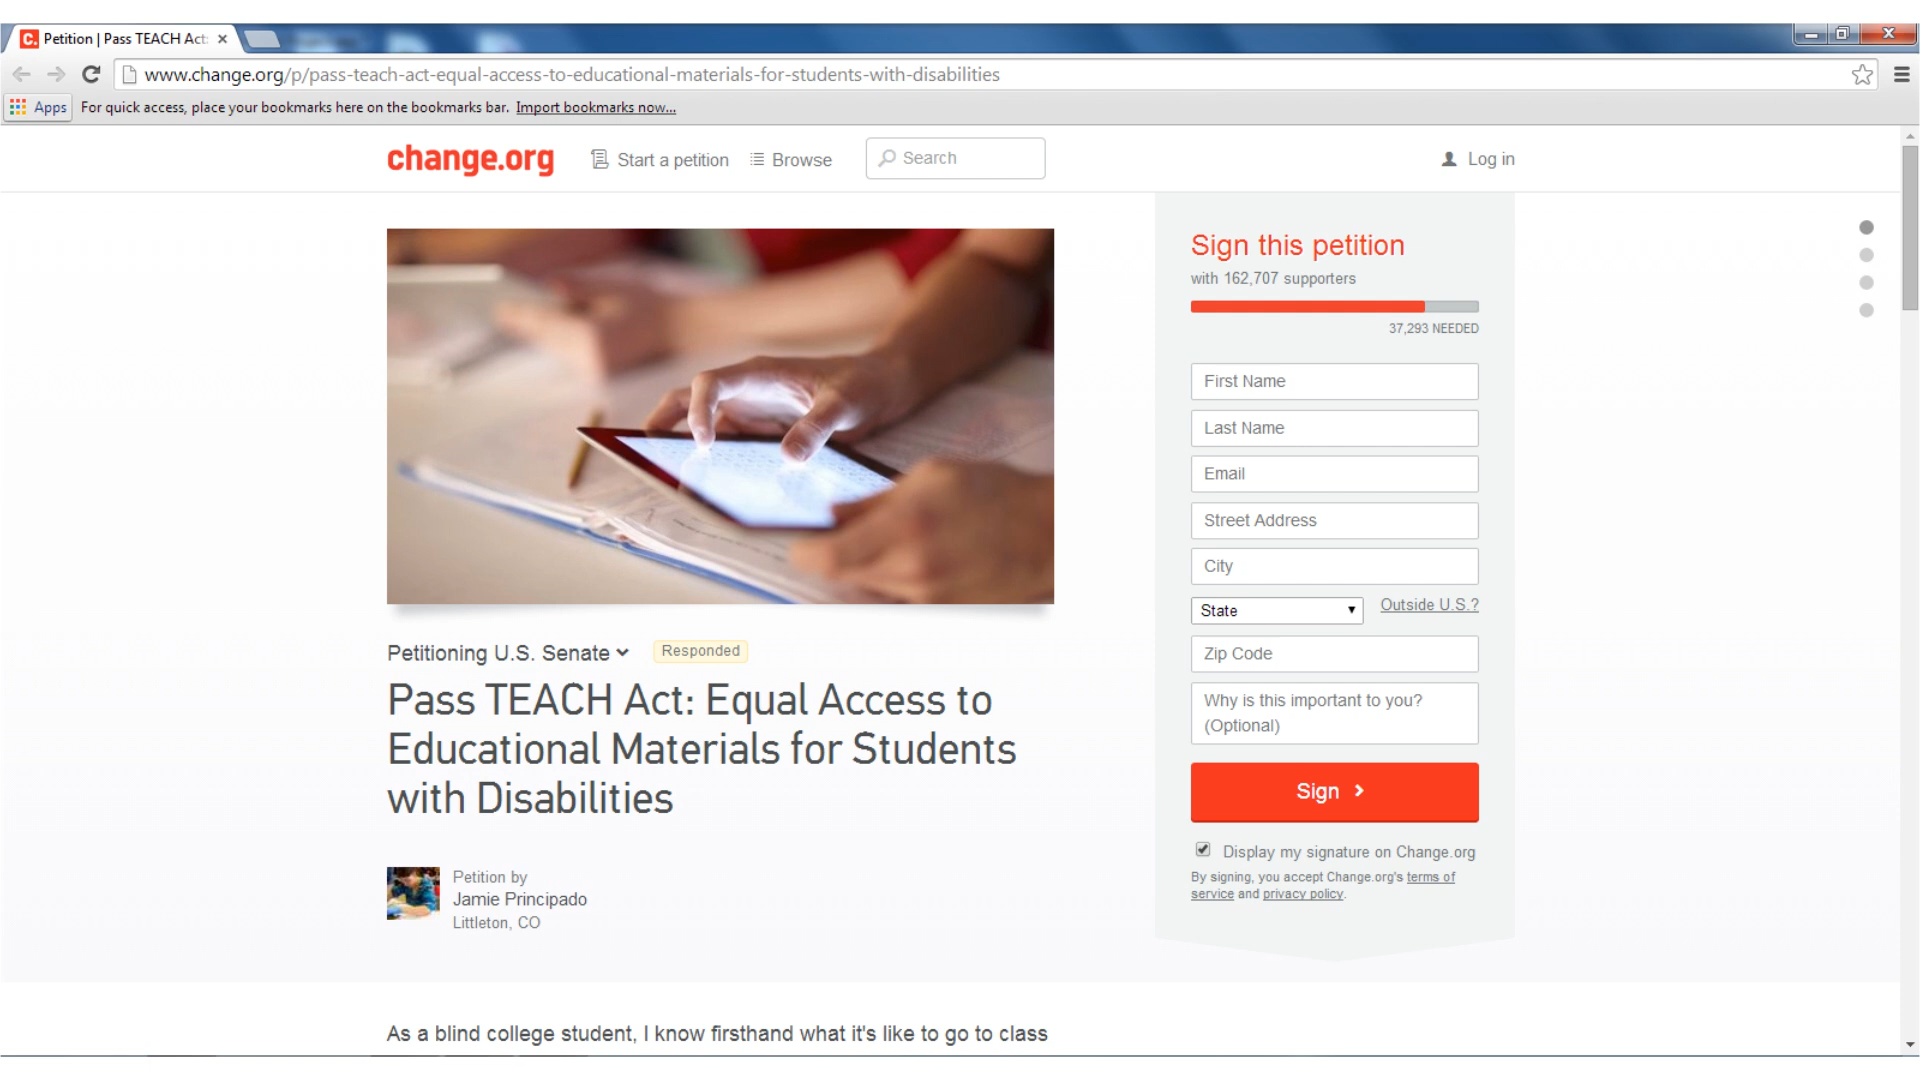 C. Petition | Pass TEACH Act: ×
www.change.org/p/pass-teach-act-equal-access-to-educational-materials-for-students-with-disabilities
Apps For quick access, place your bookmarks here on the bookmarks bar. Import bookmarks now...
change.org Start a petition Browse Search Log in
Petitioning U.S. Senate Responded
Pass TEACH Act: Equal Access to
Educational Materials for Students
with Disabilities
Petition by
Jamie Principado
Littleton, CO
As a blind college student, I know firsthand what it's like to go to class
Sign this petition
with 162,707 supporters
37,293 NEEDED
First Name
Last Name
Email
Street Address
City
State Outside U.S.?
Zip Code
Why is this important to you?
(Optional)
Sign
Display my signature on Change.org
By signing, you accept Change.org's terms of
service and privacy policy.